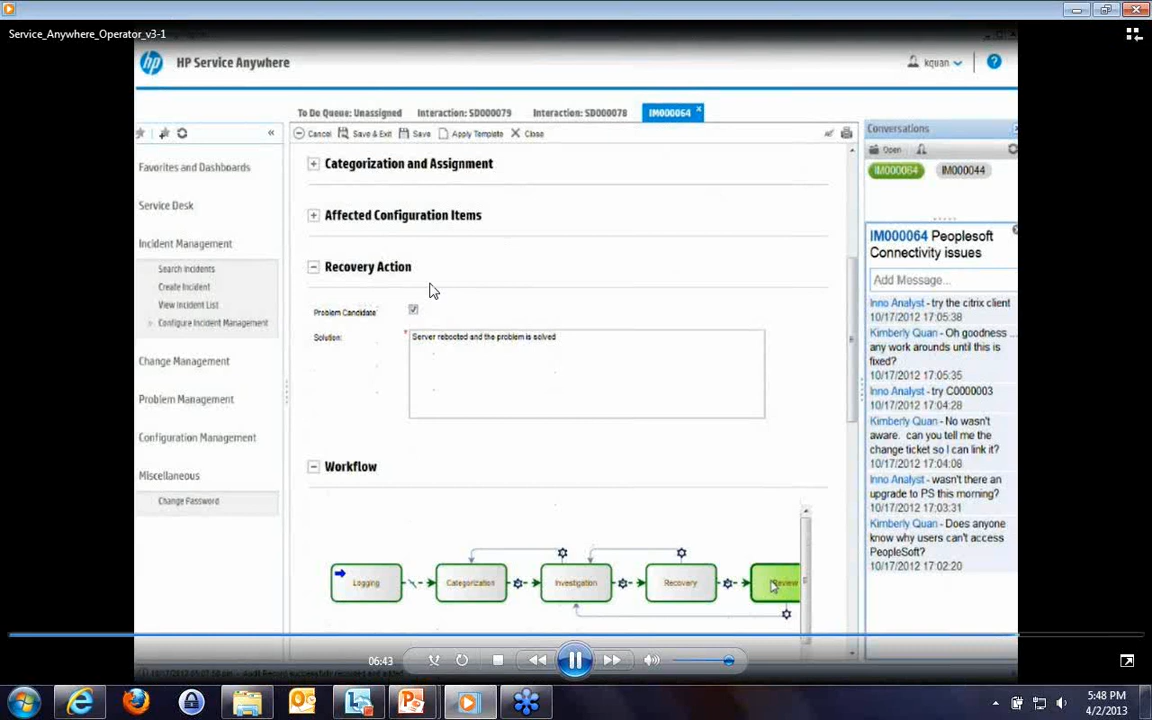 Service_Anywhere_Operator_v3-1
hp
HP Service Anywhere
kquan
?
To Do Queue: Unassigned
Interaction: SD000079
Interaction: SD000078
IM000064
Cancel
Save & Exit
Save
Apply Template
Close
Favorites and Dashboards
Service Desk
Incident Management
Search Incidents
Create Incident
View Incident List
Configure Incident Management
Change Management
Problem Management
Configuration Management
Miscellaneous
Change Password
Categorization and Assignment
Affected Configuration Items
Recovery Action
Problem Candidate
Solution:
Server rebooted and the problem is solved
Workflow
Logging
Categorization
Investigation
Recovery
Review
Conversations
Open
IM000064
IM000044
IM000064 Peoplesoft
Connectivity issues
Add Message...
Inno Analyst - try the citrix client
10/17/2012 17:05:38
Kimberly Quan - Oh goodness ...
any work arounds until this is
fixed?
10/17/2012 17:05:35
Inno Analyst - try C0000003
10/17/2012 17:04:28
Kimberly Quan - No wasn't
aware. can you tell me the
change ticket so I can link it?
10/17/2012 17:04:08
Inno Analyst - wasn't there an
upgrade to PS this morning?
10/17/2012 17:03:31
Kimberly Quan - Does anyone
know why users can't access
PeopleSoft?
10/17/2012 17:02:20
06:43
5:48 PM
4/2/2013